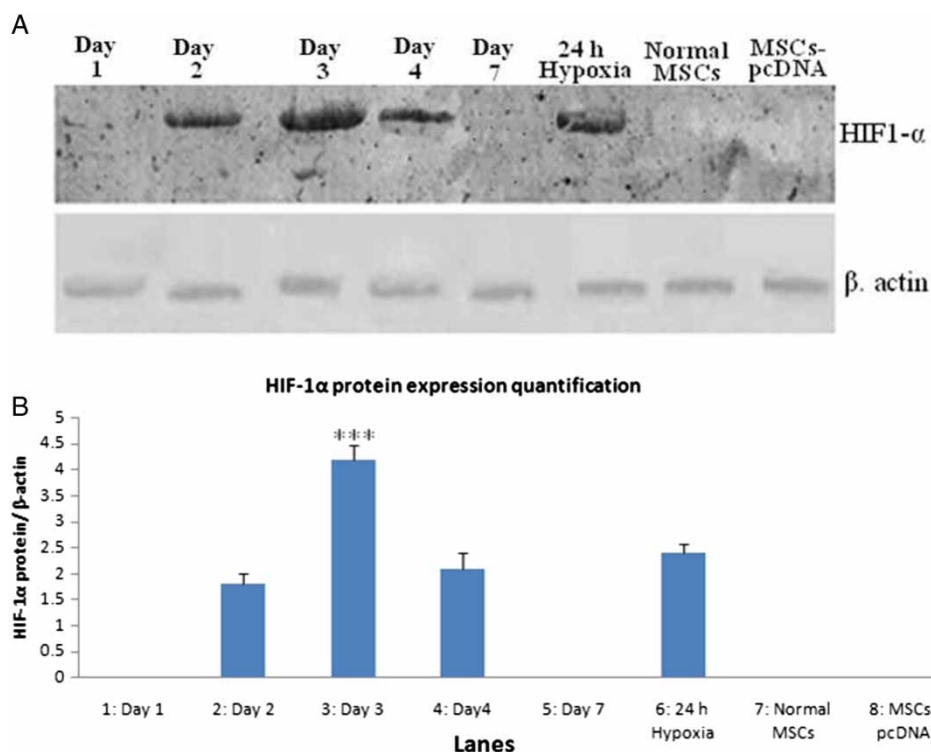 A
Day 1
Day 2
Day 3
Day 4
Day 7
24 h Hypoxia
Normal MSCs
MSCs-pcDNA
HIF1-α
β. actin
HIF-1α protein expression quantification
B
HIF-1α protein/ β-actin
5
4.5
4
3.5
3
2.5
2
1.5
1
0.5
0
***
1: Day 1
2: Day 2
3: Day 3
4: Day4
5: Day 7
6: 24 h
Hypoxia
7: Normal
MSCs
8: MSCs
pcDNA
Lanes